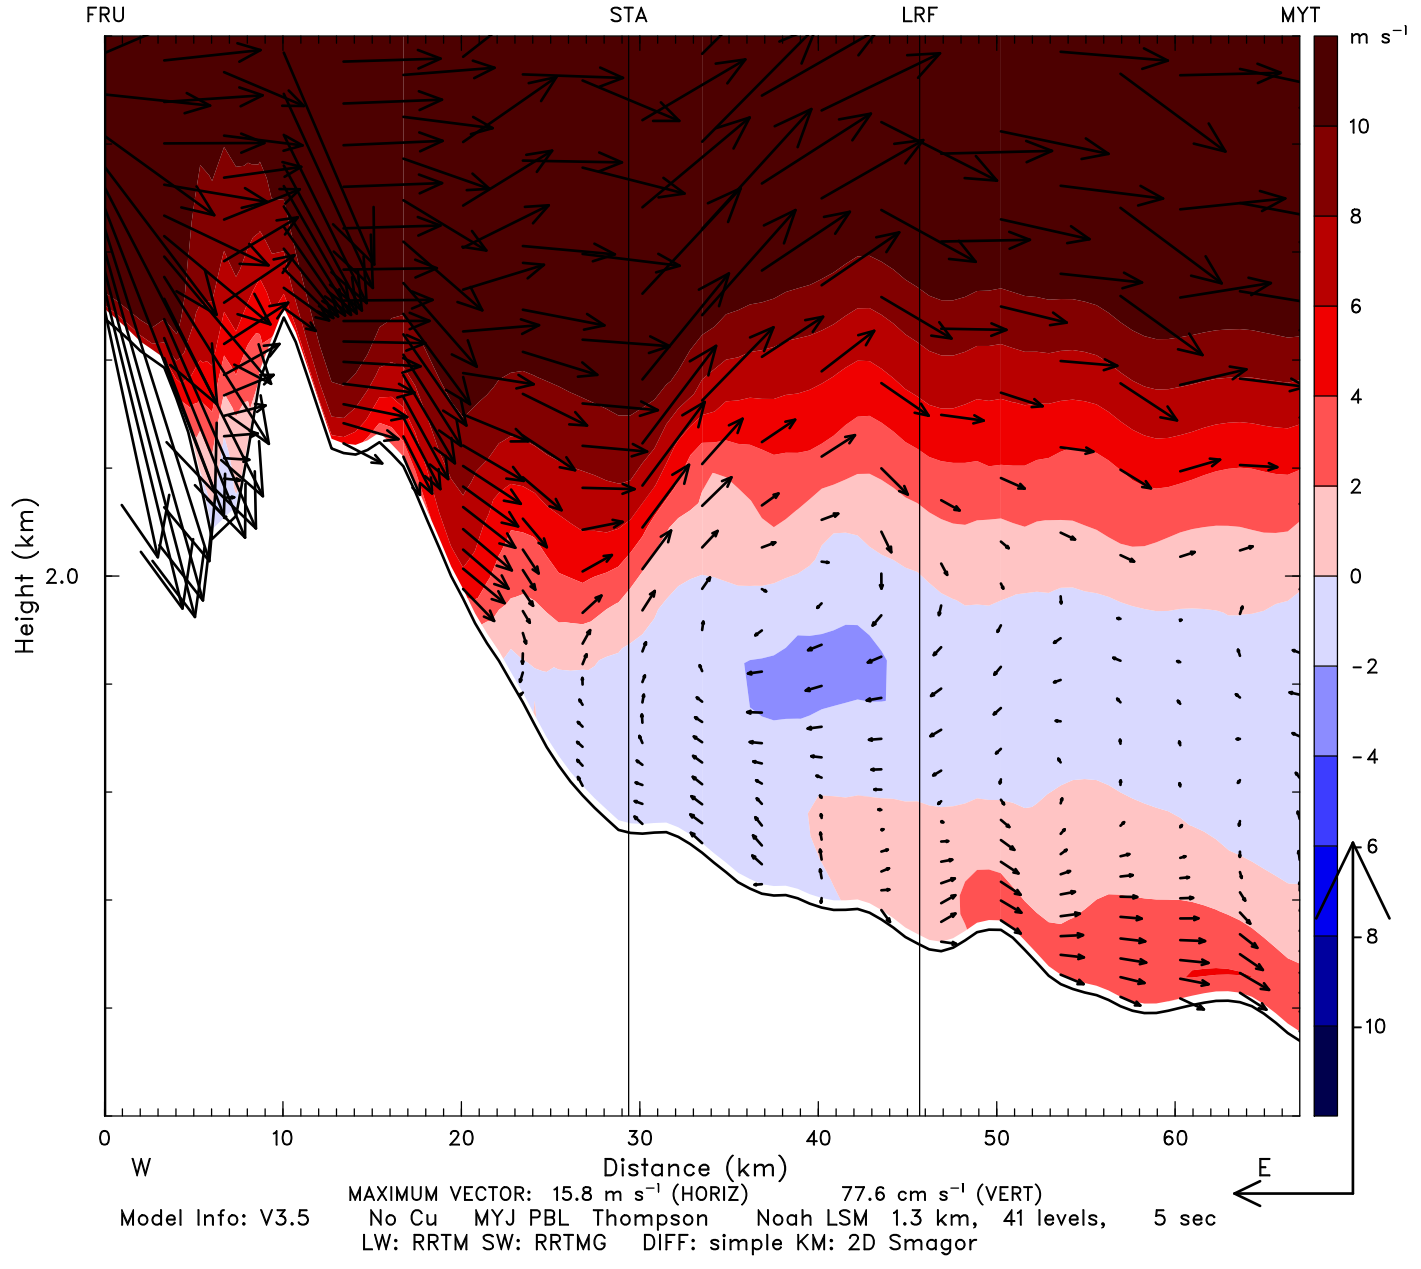 FRU STA LRF MYT
m s⁻¹
10
8
6
4
2
0
-2
-4
-6
-8
-10
2.0
Height (km)
0 10 20 30 40 50 60
W Distance (km) E
MAXIMUM VECTOR: 15.8 m s⁻¹ (HORIZ) 77.6 cm s⁻¹ (VERT)
Model Info: V3.5 No Cu MYJ PBL Thompson Noah LSM 1.3 km, 41 levels, 5 sec
LW: RRTM SW: RRTMG DIFF: simple KM: 2D Smagor